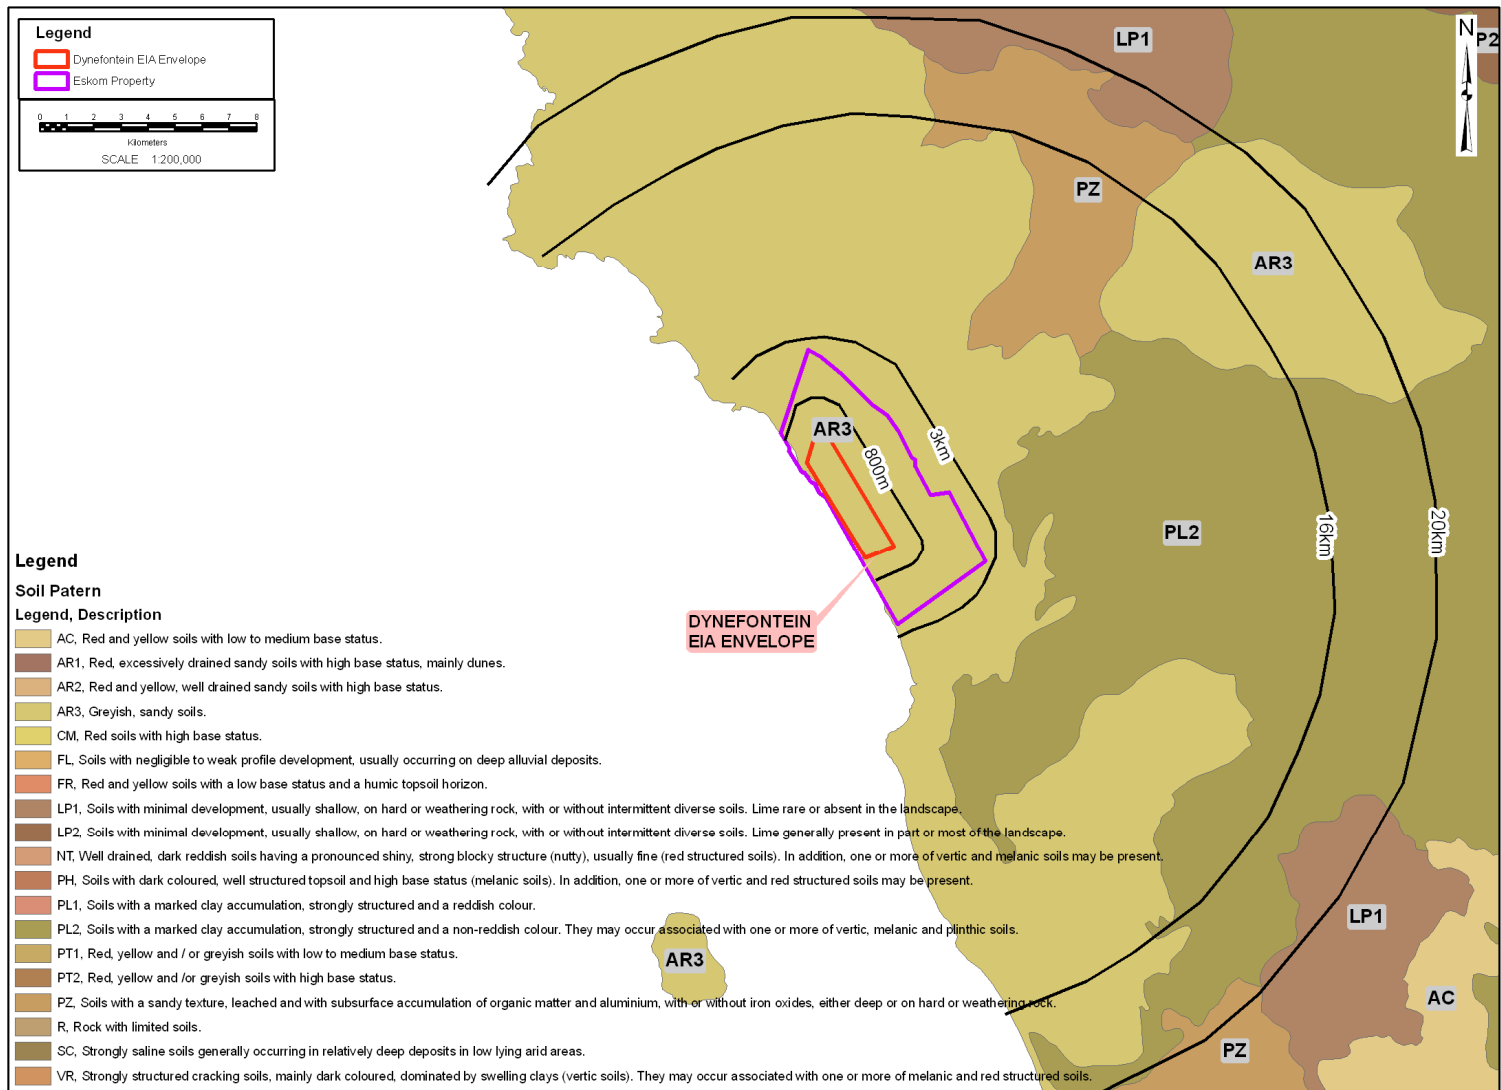 Legend
Dynefontein EIA Envelope
Eskom Property
0 1 2 3 4 5 6 7 8
Kilometers
SCALE 1:200,000
N
LP1
P2
PZ
AR3
AR3
3km
800m
PL2
16km
20km
DYNEFONTEIN
EIA ENVELOPE
LP1
AR3
AC
PZ
Legend
Soil Patern
Legend, Description
AC, Red and yellow soils with low to medium base status.
AR1, Red, excessively drained sandy soils with high base status, mainly dunes.
AR2, Red and yellow, well drained sandy soils with high base status.
AR3, Greyish, sandy soils.
CM, Red soils with high base status.
FL, Soils with negligible to weak profile development, usually occurring on deep alluvial deposits.
FR, Red and yellow soils with a low base status and a humic topsoil horizon.
LP1, Soils with minimal development, usually shallow, on hard or weathering rock, with or without intermittent diverse soils. Lime rare or absent in the landscape.
LP2, Soils with minimal development, usually shallow, on hard or weathering rock, with or without intermittent diverse soils. Lime generally present in part or most of the landscape.
NT, Well drained, dark reddish soils having a pronounced shiny, strong blocky structure (nutty), usually fine (red structured soils). In addition, one or more of vertic and melanic soils may be present.
PH, Soils with dark coloured, well structured topsoil and high base status (melanic soils). In addition, one or more of vertic and red structured soils may be present.
PL1, Soils with a marked clay accumulation, strongly structured and a reddish colour.
PL2, Soils with a marked clay accumulation, strongly structured and a non-reddish colour. They may occur associated with one or more of vertic, melanic and plinthic soils.
PT1, Red, yellow and / or greyish soils with low to medium base status.
PT2, Red, yellow and /or greyish soils with high base status.
PZ, Soils with a sandy texture, leached and with subsurface accumulation of organic matter and aluminium, with or without iron oxides, either deep or on hard or weathering rock.
R, Rock with limited soils.
SC, Strongly saline soils generally occurring in relatively deep deposits in low lying arid areas.
VR, Strongly structured cracking soils, mainly dark coloured, dominated by swelling clays (vertic soils). They may occur associated with one or more of melanic and red structured soils.